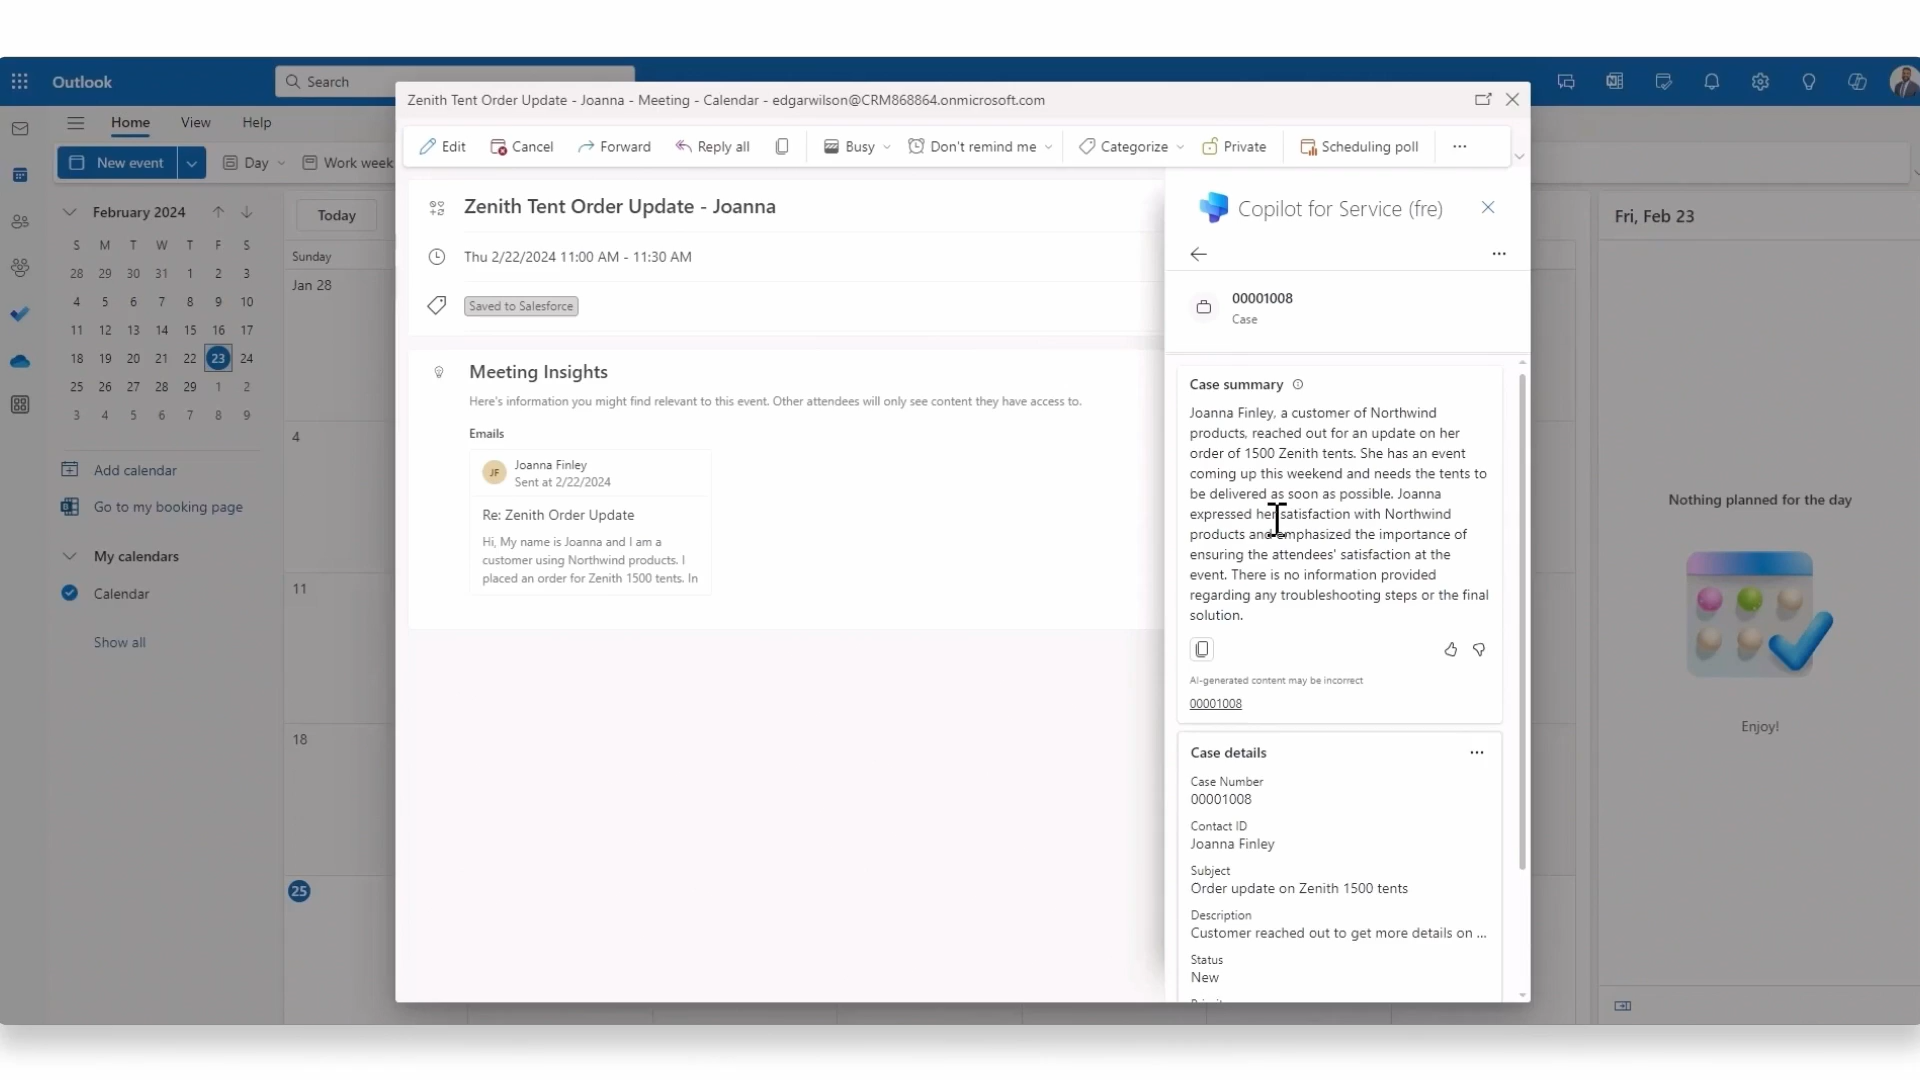 Outlook
Search
Home
View
Help
New event
Day
Work week
February 2024
S M T W T F S
28 29 30 31 1 2 3
4 5 6 7 8 9 10
11 12 13 14 15 16 17
18 19 20 21 22 23 24
25 26 27 28 29 1 2
3 4 5 6 7 8 9
Add calendar
Go to my booking page
My calendars
Calendar
Show all
Today
Sunday
Jan 28
4
11
18
25
Zenith Tent Order Update - Joanna - Meeting - Calendar - edgarwilson@CRM868864.onmicrosoft.com
Edit
Cancel
Forward
Reply all
Busy
Don't remind me
Categorize
Private
Scheduling poll
Zenith Tent Order Update - Joanna
Thu 2/22/2024 11:00 AM - 11:30 AM
Saved to Salesforce
Meeting Insights
Here's information you might find relevant to this event. Other attendees will only see content they have access to.
Emails
JF
Joanna Finley
Sent at 2/22/2024
Re: Zenith Order Update
Hi, My name is Joanna and I am a
customer using Northwind products. I
placed an order for Zenith 1500 tents. In
Copilot for Service (fre)
00001008
Case
Case summary
Joanna Finley, a customer of Northwind
products, reached out for an update on her
order of 1500 Zenith tents. She has an event
coming up this weekend and needs the tents to
be delivered as soon as possible. Joanna
expressed her satisfaction with Northwind
products and emphasized the importance of
ensuring the attendees' satisfaction at the
event. There is no information provided
regarding any troubleshooting steps or the final
solution.
AI-generated content may be incorrect
00001008
Case details
Case Number
00001008
Contact ID
Joanna Finley
Subject
Order update on Zenith 1500 tents
Description
Customer reached out to get more details on ...
Status
New
Fri, Feb 23
Nothing planned for the day
Enjoy!